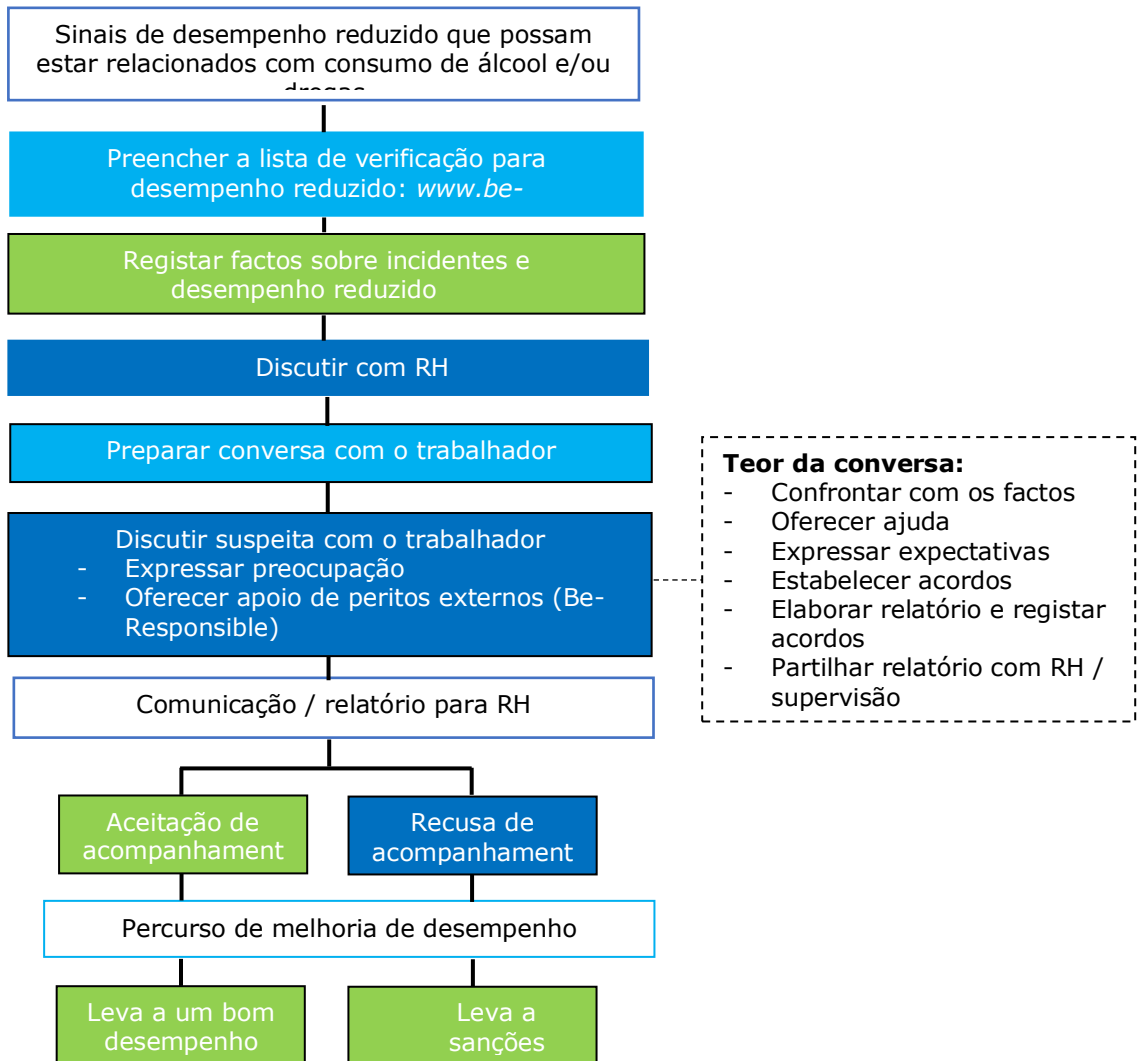 Sinais de desempenho reduzido que possam
estar relacionados com consumo de álcool e/ou
Preencher a lista de verificação para
desempenho reduzido: www.be-
Registar factos sobre incidentes e
desempenho reduzido
Discutir com RH
Preparar conversa com o trabalhador
Discutir suspeita com o trabalhador
- Expressar preocupação
- Oferecer apoio de peritos externos (Be-
Responsible)
Teor da conversa:
- Confrontar com os factos
- Oferecer ajuda
- Expressar expectativas
- Estabelecer acordos
- Elaborar relatório e registar
acordos
- Partilhar relatório com RH /
supervisão
Comunicação / relatório para RH
Aceitação de
acompanhament
Recusa de
acompanhament
Percurso de melhoria de desempenho
Leva a um bom
desempenho
Leva a
sanções